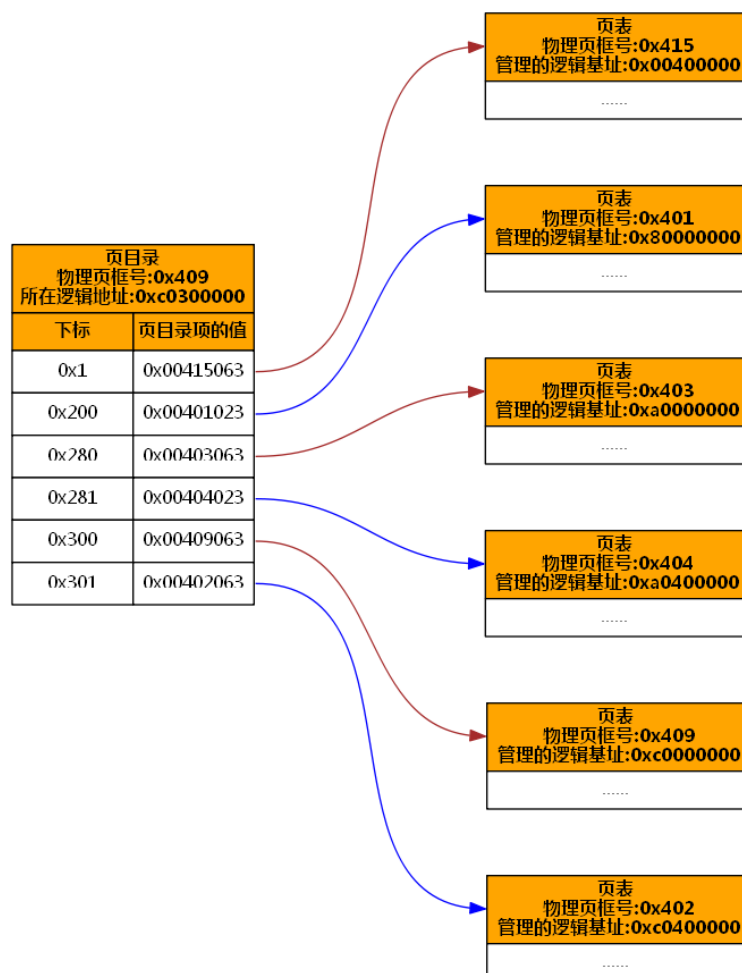 页表
物理页框号:0x415
管理的逻辑基址:0x00400000
......
页表
物理页框号:0x401
管理的逻辑基址:0x80000000
......
页目录
物理页框号:0x409
所在逻辑地址:0xc0300000
下标 页目录项的值
0x1 0x00415063
0x200 0x00401023
0x280 0x00403063
0x281 0x00404023
0x300 0x00409063
0x301 0x00402063
页表
物理页框号:0x403
管理的逻辑基址:0xa0000000
......
页表
物理页框号:0x404
管理的逻辑基址:0xa0400000
......
页表
物理页框号:0x409
管理的逻辑基址:0xc0000000
......
页表
物理页框号:0x402
管理的逻辑基址:0xc0400000
......